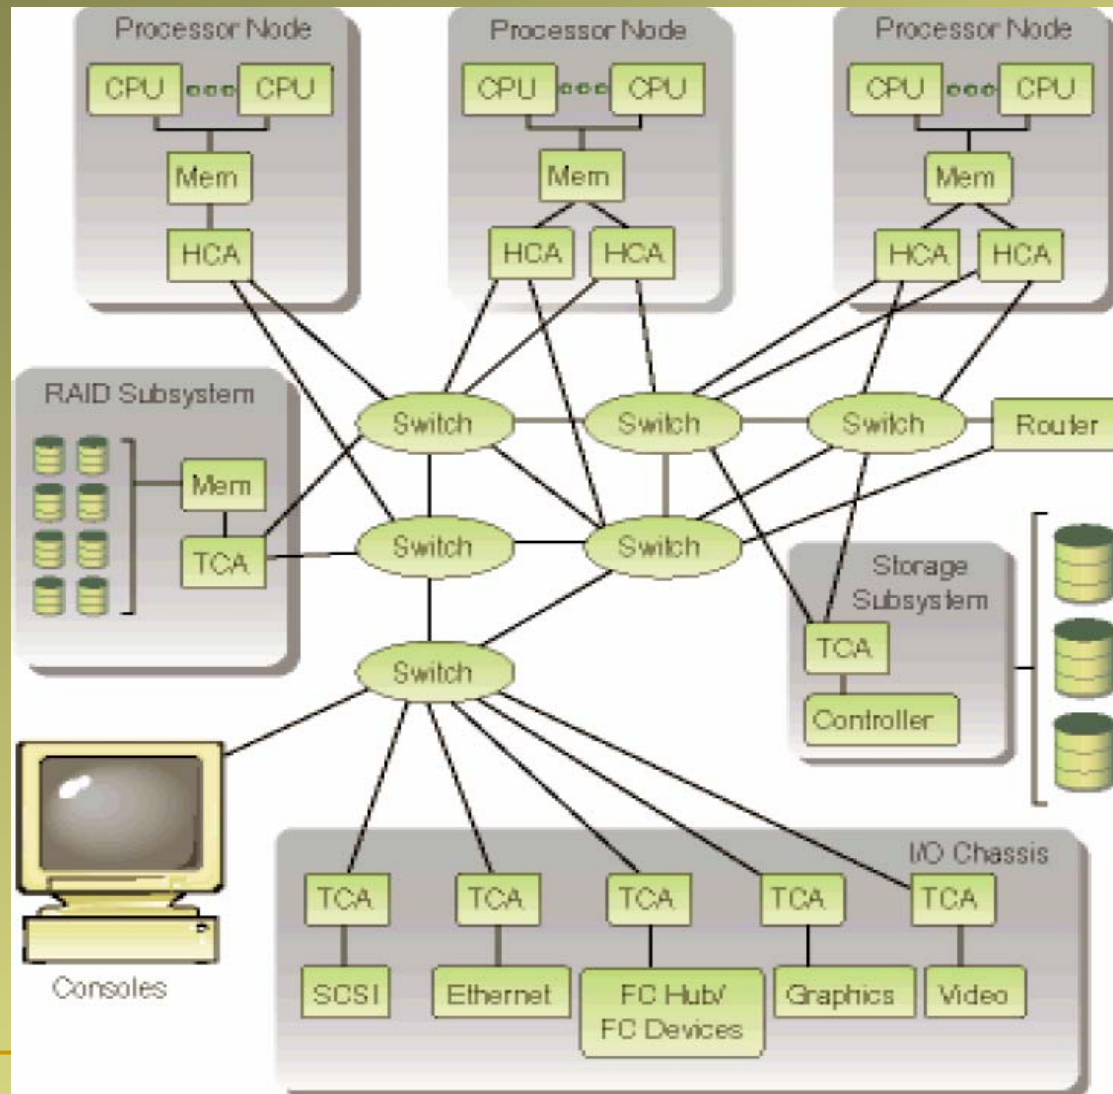 Processor Node
CPU CPU
Mem
HCA
Processor Node
CPU CPU
Mem
HCA HCA
Processor Node
CPU CPU
Mem
HCA HCA
RAID Subsystem
Mem
TCA
Switch Switch Switch Router
Switch Switch
Switch
Storage
Subsystem
TCA
Controller
Consoles
I/O Chassis
TCA TCA TCA TCA TCA
SCSI Ethernet FC Hub/ Graphics Video
FC Devices